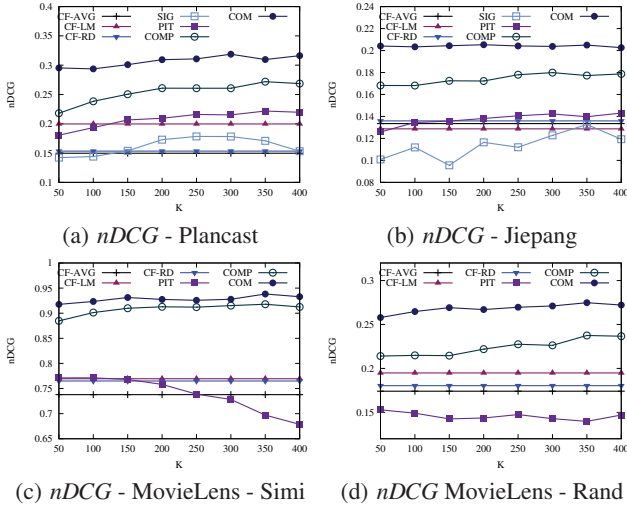 CF-AVG SIG COM
CF-LM PIT
CF-RD COMP
0.4
0.35
0.3
0.25
0.2
0.15
0.1
nDCG
50 100 150 200 250 300 350 400
K
(a) nDCG - Plancast
CF-AVG SIG COM
CF-LM PIT
CF-RD COMP
0.24
0.22
0.2
0.18
0.16
0.14
0.12
0.1
0.08
nDCG
50 100 150 200 250 300 350 400
K
(b) nDCG - Jiepang
CF-AVG CF-RD COMP
CF-LM PIT COM
1
0.95
0.9
0.85
0.8
0.75
0.7
0.65
nDCG
50 100 150 200 250 300 350 400
K
(c) nDCG - MovieLens - Simi
CF-AVG CF-RD COMP
CF-LM PIT COM
0.3
0.25
0.2
0.15
nDCG
50 100 150 200 250 300 350 400
K
(d) nDCG MovieLens - Rand